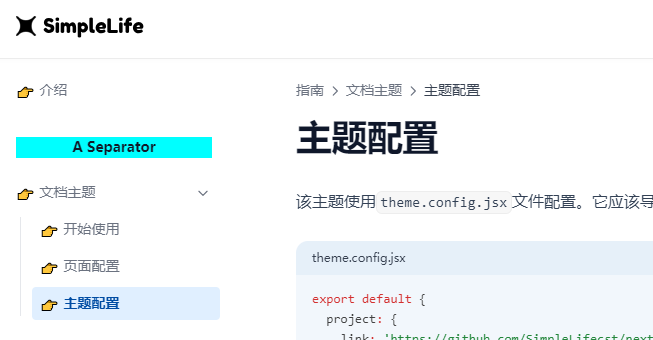 SimpleLife
介绍
A Separator
文档主题
开始使用
页面配置
主题配置
指南 > 文档主题 > 主题配置
主题配置
该主题使用 theme.config.jsx 文件配置。它应该导
theme.config.jsx
export default {
project: {
link: 'https://github.com/SimpleLifecst/next